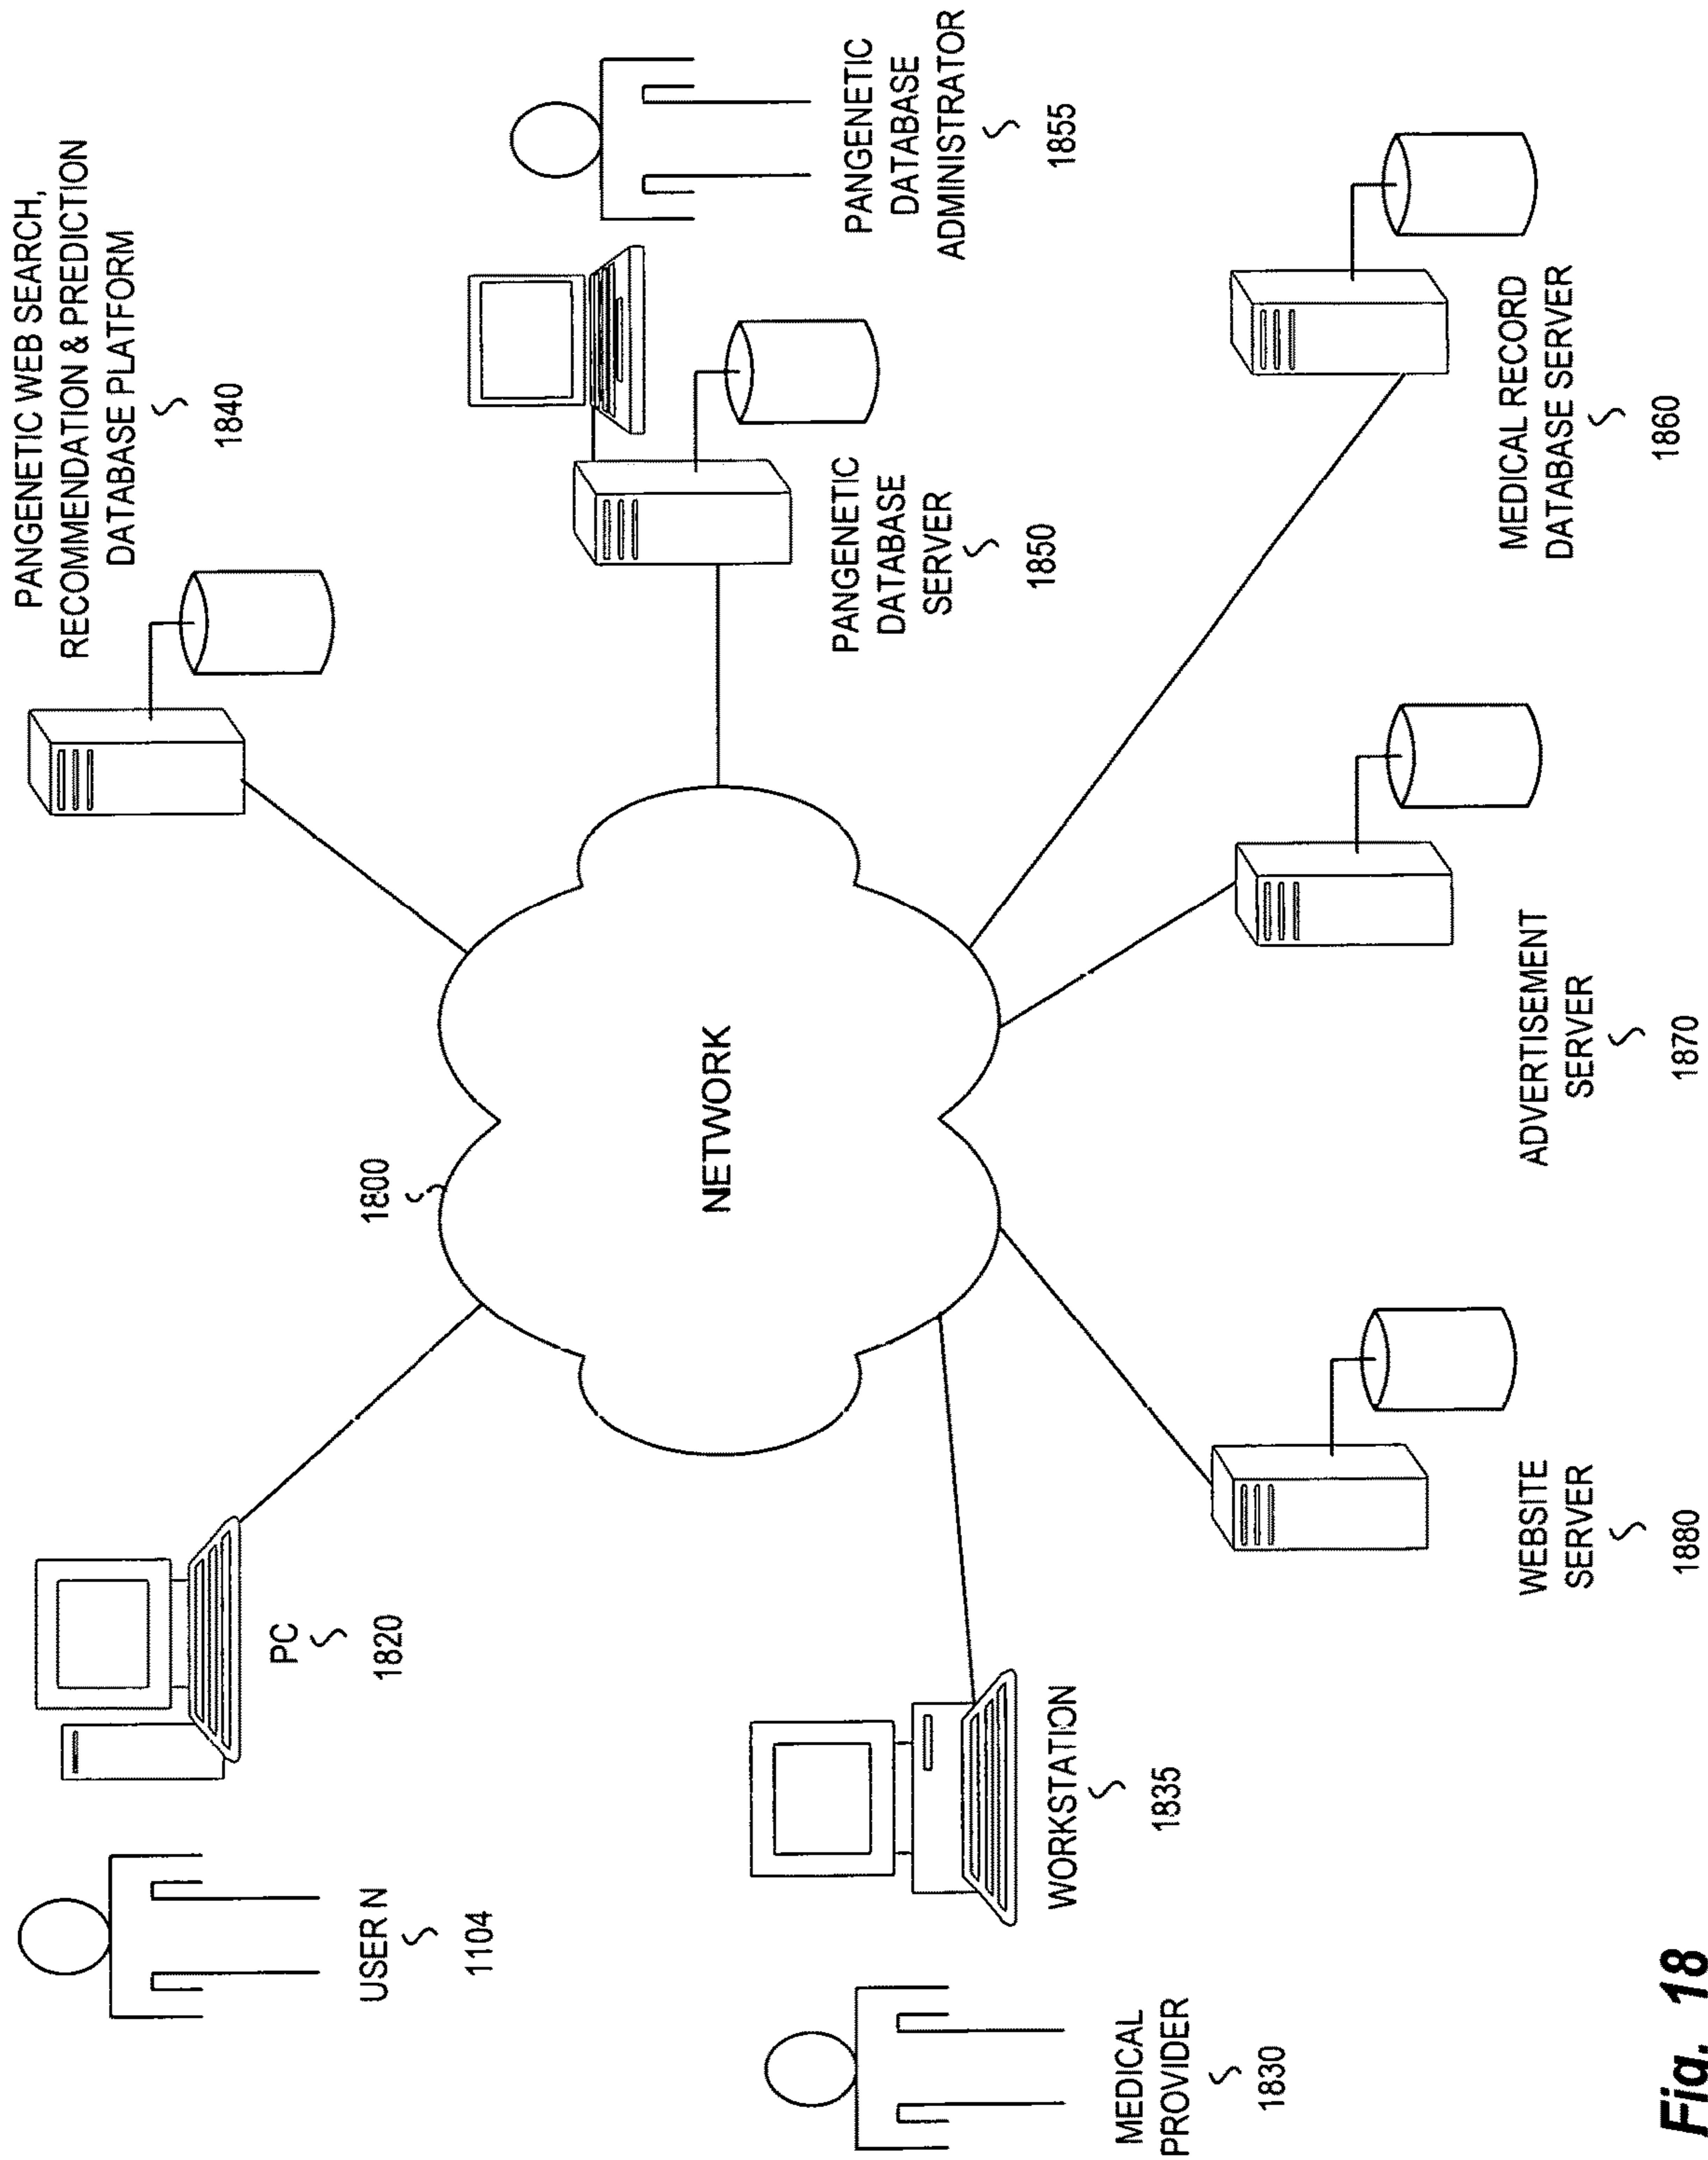 PANGENETIC WEB SEARCH,
RECOMMENDATION & PREDICTION
DATABASE PLATFORM
1840
USER N
1104
PC
1820
1800
NETWORK
PANGENETIC
DATABASE
SERVER
1850
PANGENETIC
DATABASE
ADMINISTRATOR
1855
MEDICAL
PROVIDER
1830
WORKSTATION
1835
WEBSITE
SERVER
1880
ADVERTISEMENT
SERVER
1870
MEDICAL RECORD
DATABASE SERVER
1860
Fig. 18